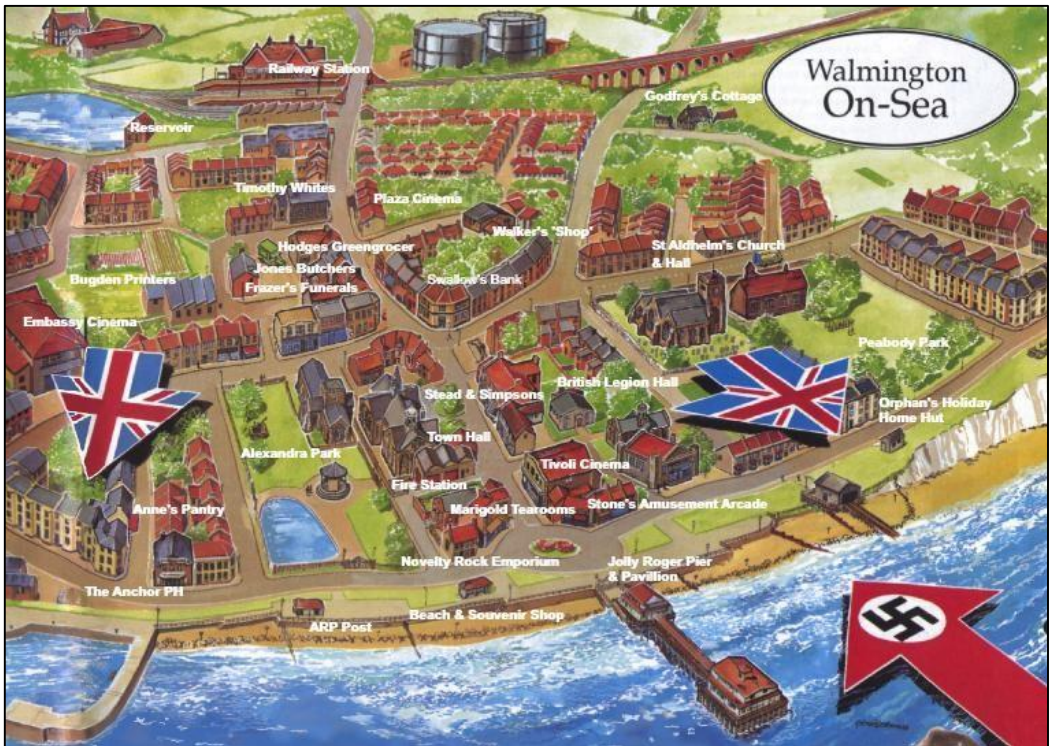 Walmington
On-Sea
Railway Station
Godfrey's Cottage
Reservoir
Timothy Whites
Plaza Cinema
Walker's 'Shop'
Hodges Greengrocer
St Aldhelm's Church
& Hall
Jones Butchers
Swallow's Bank
Bugden Printers
Frazer's Funerals
Embassy Cinema
Peabody Park
British Legion Hall
Stead & Simpsons
Orphan's Holiday
Home Hut
Town Hall
Alexandra Park
Tivoli Cinema
Fire Station
Anne's Pantry
Marigold Tearooms
Stone's Amusement Arcade
Novelty Rock Emporium
Jolly Roger Pier
& Pavillion
The Anchor PH
Beach & Souvenir Shop
ARP Post